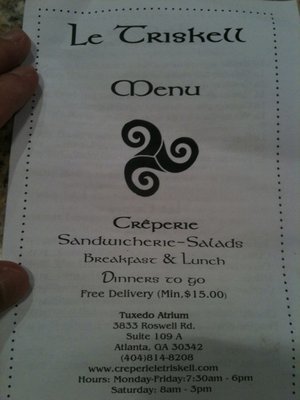 Le Triskell
Menu
Crêperie
Sandwicherie-Salads
Breakfast & Lunch
Dinners to go
Free Delivery (Min,$15.00)
Tuxedo Atrium
3833 Roswell Rd.
Suite 109 A
Atlanta, GA 30342
(404)814-8208
www.creperieletriskell.com
Hours: Monday-Friday:7:30am - 6pm
Saturday: 8am - 3pm